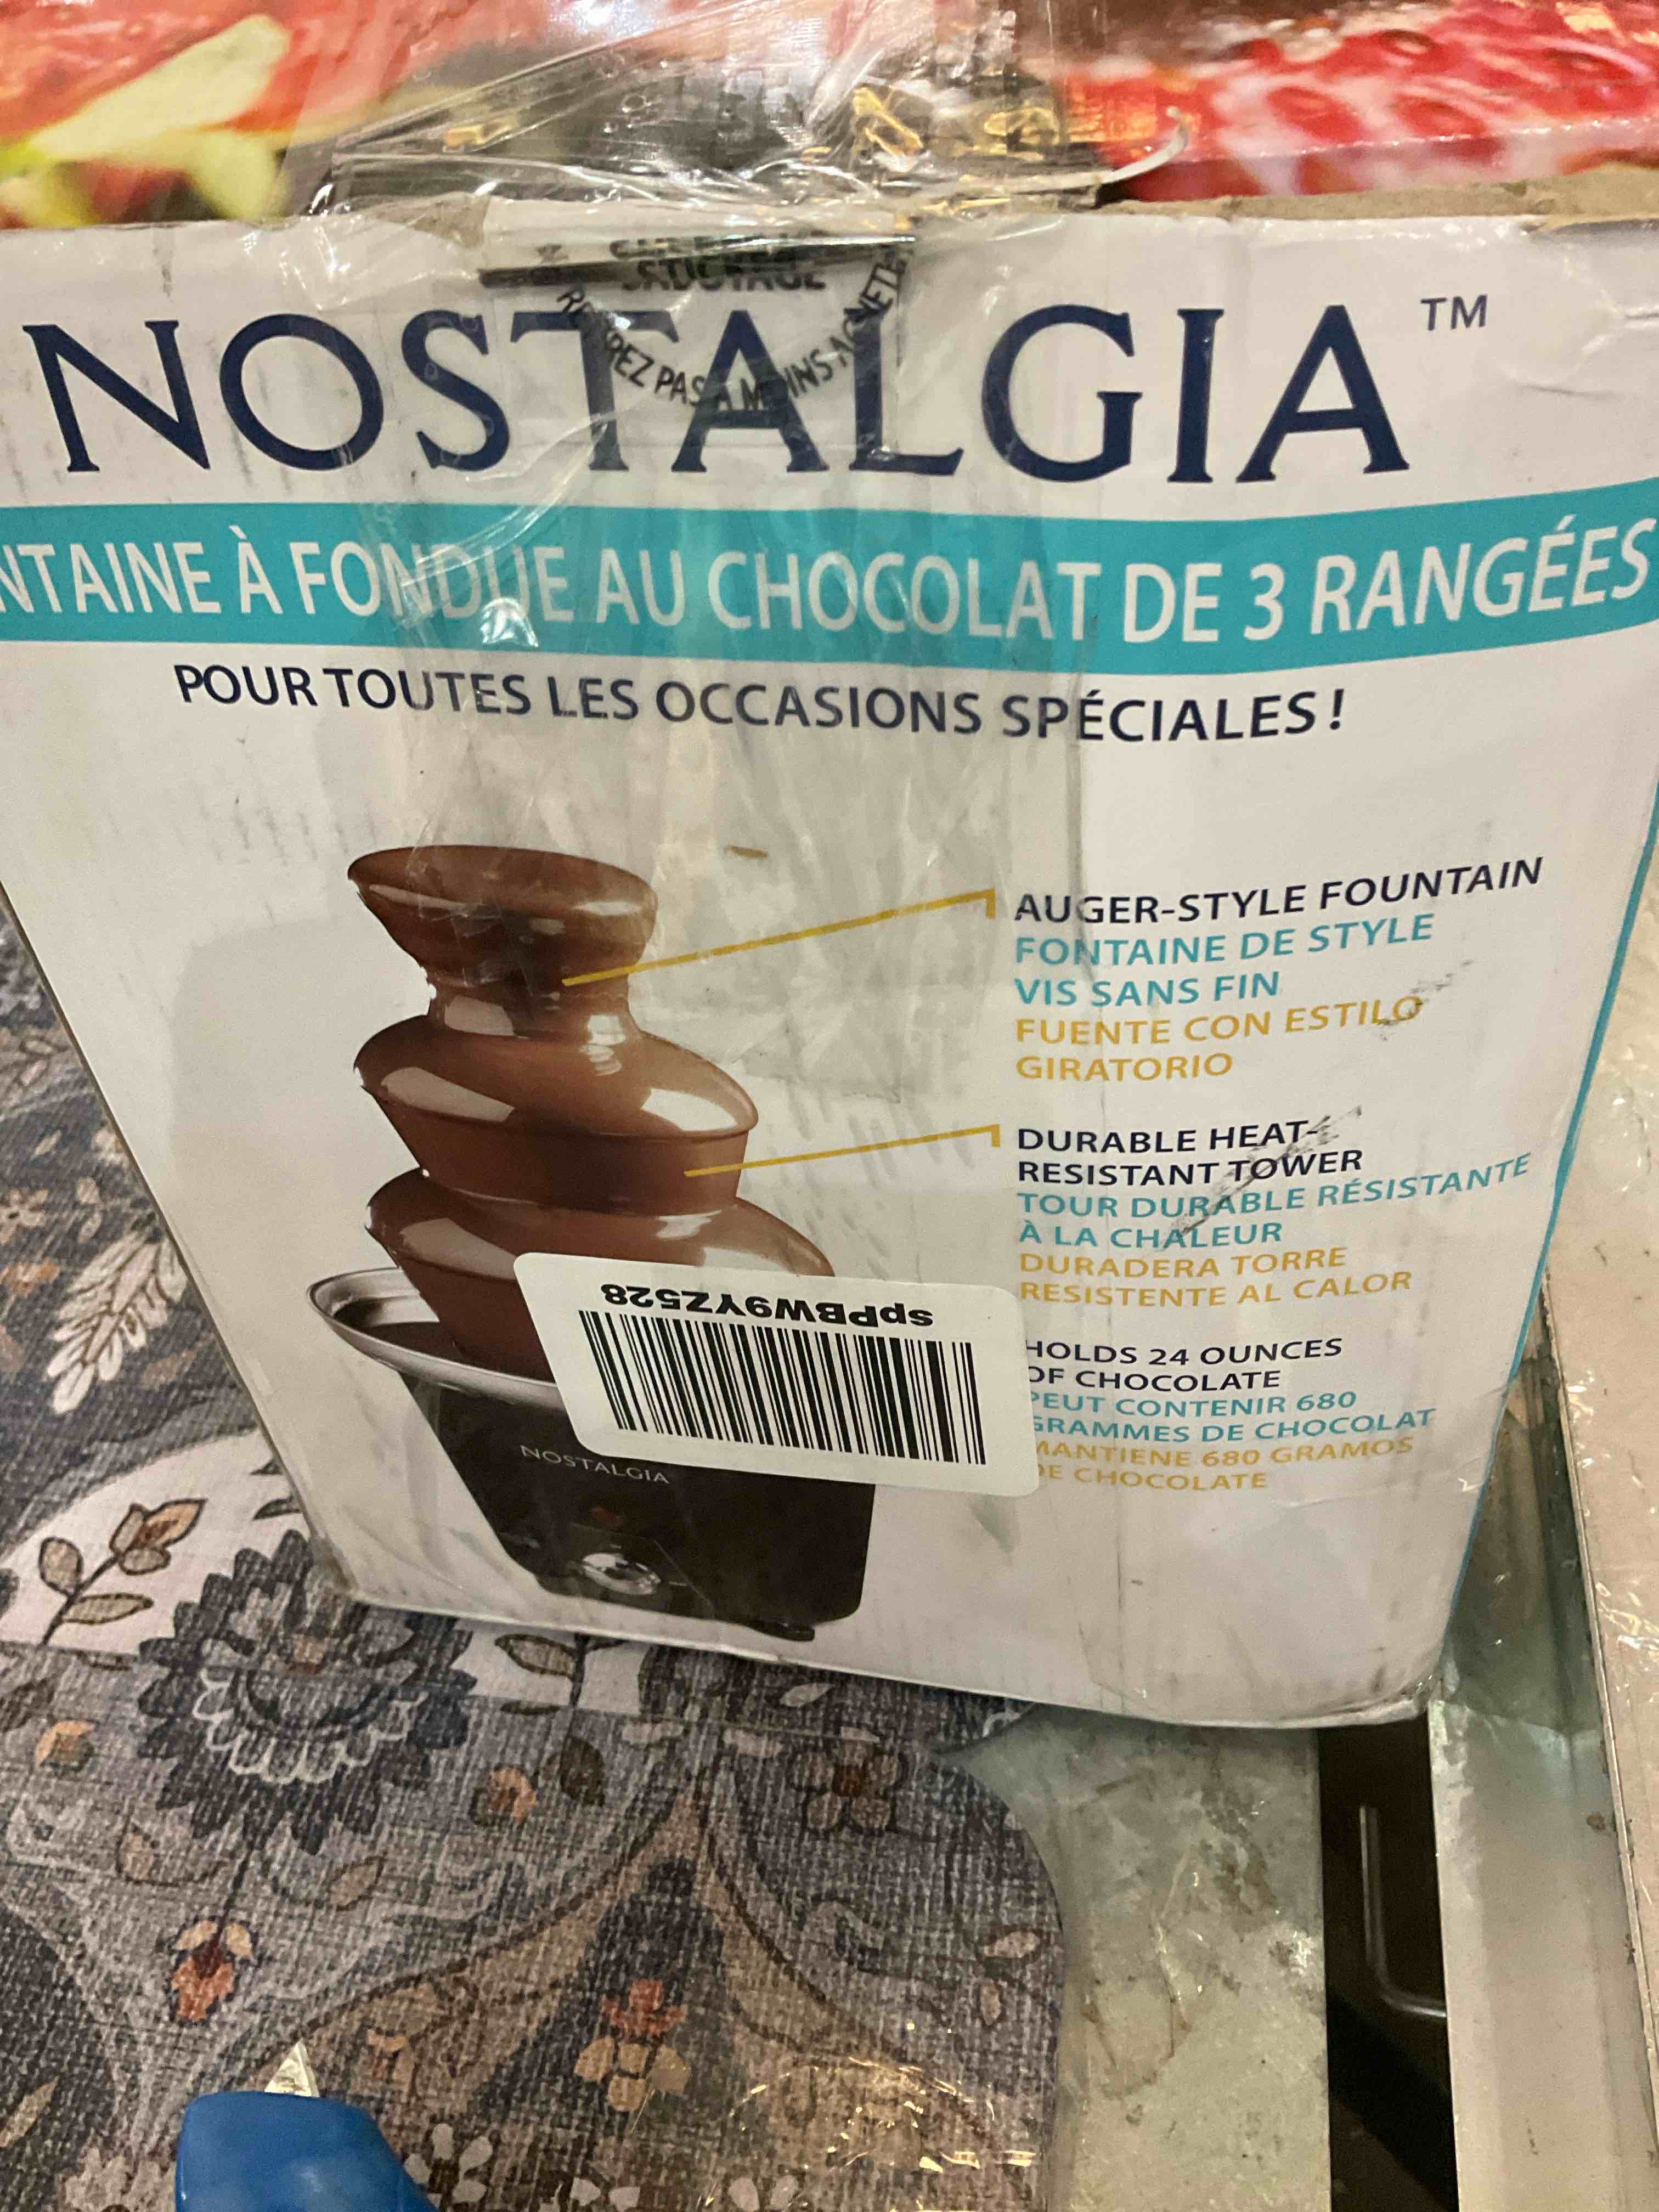 SABOTAGE
PAS
NOSTALGIA™
NTAINE À FONDUE AU CHOCOLAT DE 3 RANGÉES
POUR TOUTES LES OCCASIONS SPÉCIALES!
AUGER-STYLE FOUNTAIN
FONTAINE DE STYLE
VIS SANS FIN
FUENTE CON ESTILO
GIRATORIO
DURABLE HEAT-
RESISTANT TOWER
TOUR DURABLE RÉSISTANTE
À LA CHALEUR
DURADERA TORRE
RESISTENTE AL CALOR
HOLDS 24 OUNCES
OF CHOCOLATE
PEUT CONTENIR 680
GRAMMES DE CHOCOLAT
MANTIENE 680 GRAMOS
DE CHOCOLATE
spPBW9YZ528
NOSTALGIA